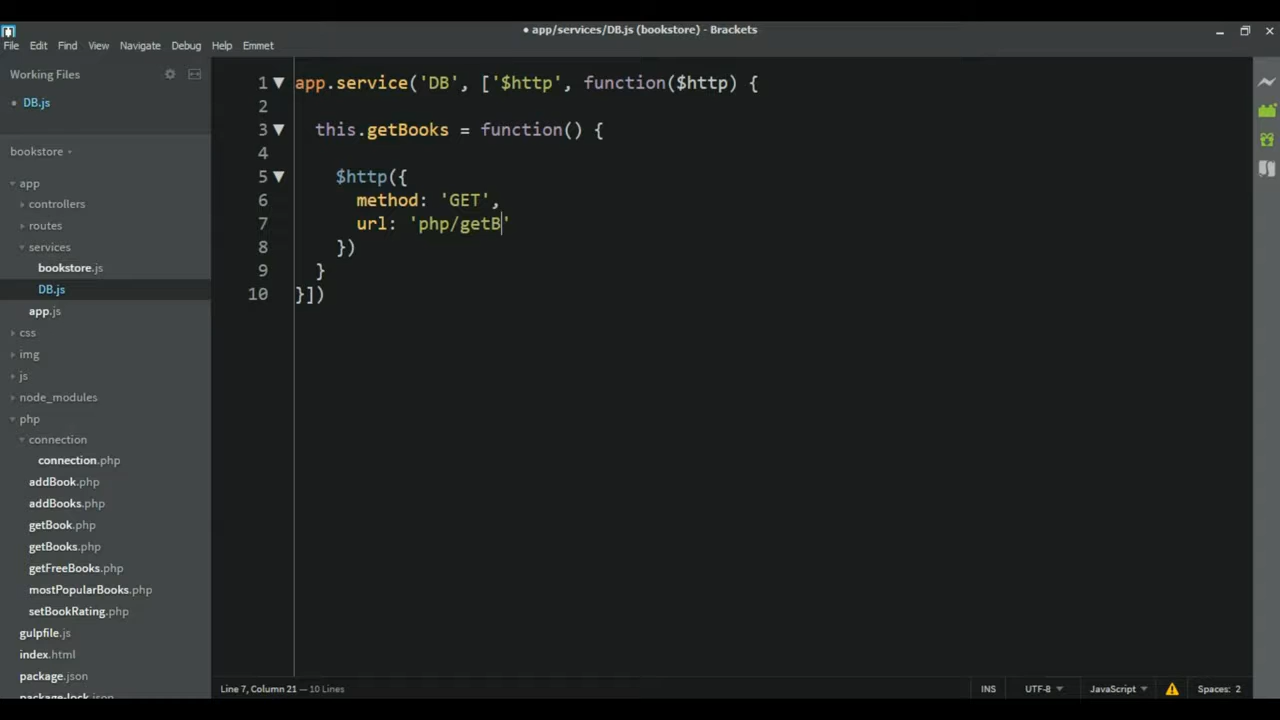 • app/services/DB.js (bookstore) - Brackets
File Edit Find View Navigate Debug Help Emmet
Working Files
• DB.js
bookstore
app
controllers
routes
services
bookstore.js
DB.js
app.js
css
img
js
node_modules
php
connection
connection.php
addBook.php
addBooks.php
getBook.php
getBooks.php
getFreeBooks.php
mostPopularBooks.php
setBookRating.php
gulpfile.js
index.html
package.json
package-lock.json
1 app.service('DB', ['$http', function($http) {
2
3 this.getBooks = function() {
4
5 $http({
6 method: 'GET',
7 url: 'php/getB'
8 })
9 }
10 }])
Line 7, Column 21 — 10 Lines
INS UTF-8 JavaScript Spaces: 2